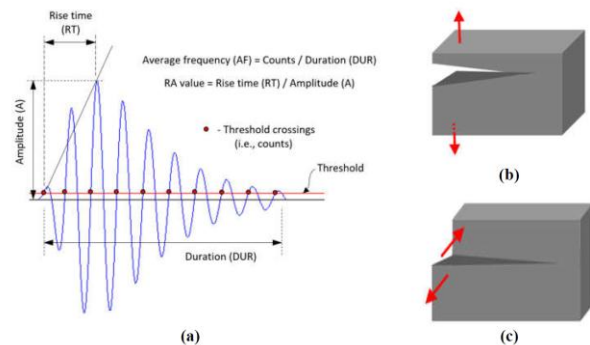 Rise time
(RT)
Average frequency (AF) = Counts / Duration (DUR)
RA value = Rise time (RT) / Amplitude (A)
Amplitude (A)
- Threshold crossings
(i.e., counts)
Threshold
Duration (DUR)
(a)
(b)
(c)